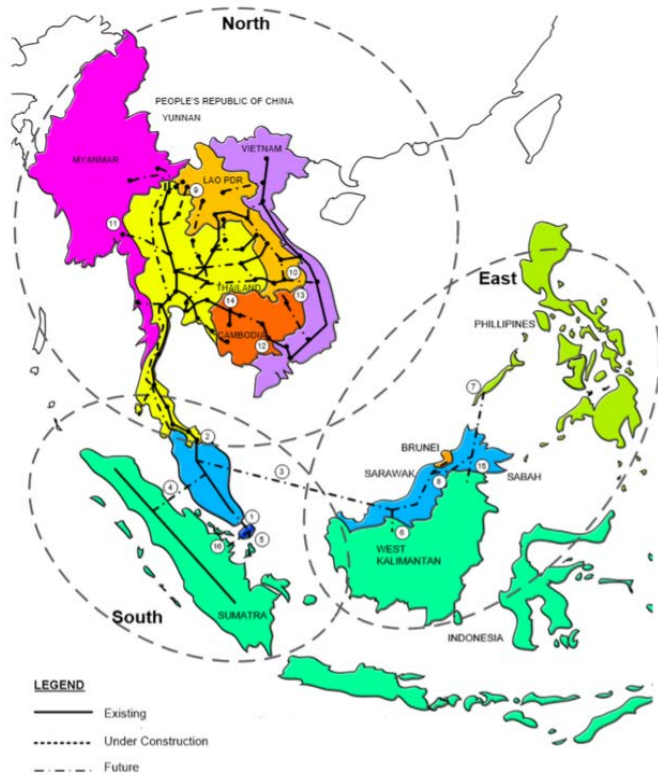 North
PEOPLE'S REPUBLIC OF CHINA
YUNNAN
VIETNAM
MYANMAR
LAO PDR
9
11
10
THAILAND
14
13
CAMBODIA
12
East
PHILLIPINES
7
2
BRUNEI
3
SARAWAK
15
SABAH
8
4
1
6
5
16
WEST
KALIMANTAN
South
SUMATRA
INDONESIA
LEGEND
Existing
Under Construction
Future